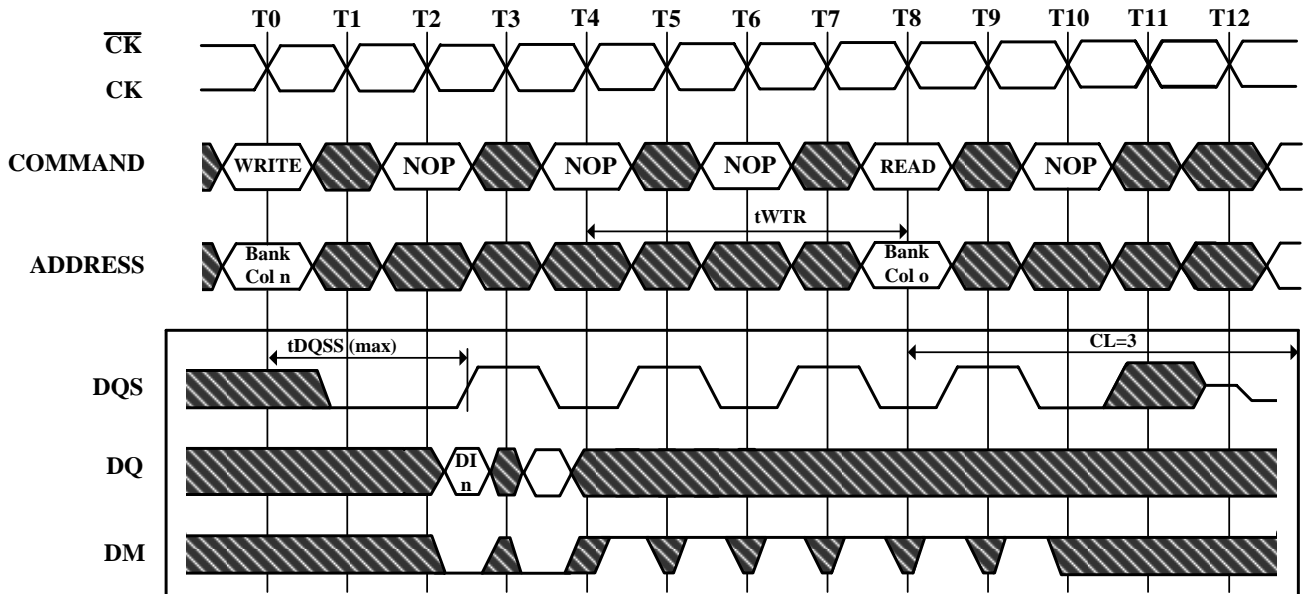 T0 T1 T2 T3 T4 T5 T6 T7 T8 T9 T10 T11 T12
CK
CK
COMMAND WRITE NOP NOP NOP READ NOP
tWTR
ADDRESS Bank Col n Bank Col o
tDQSS (max) CL=3
DQS
DQ DI n
DM